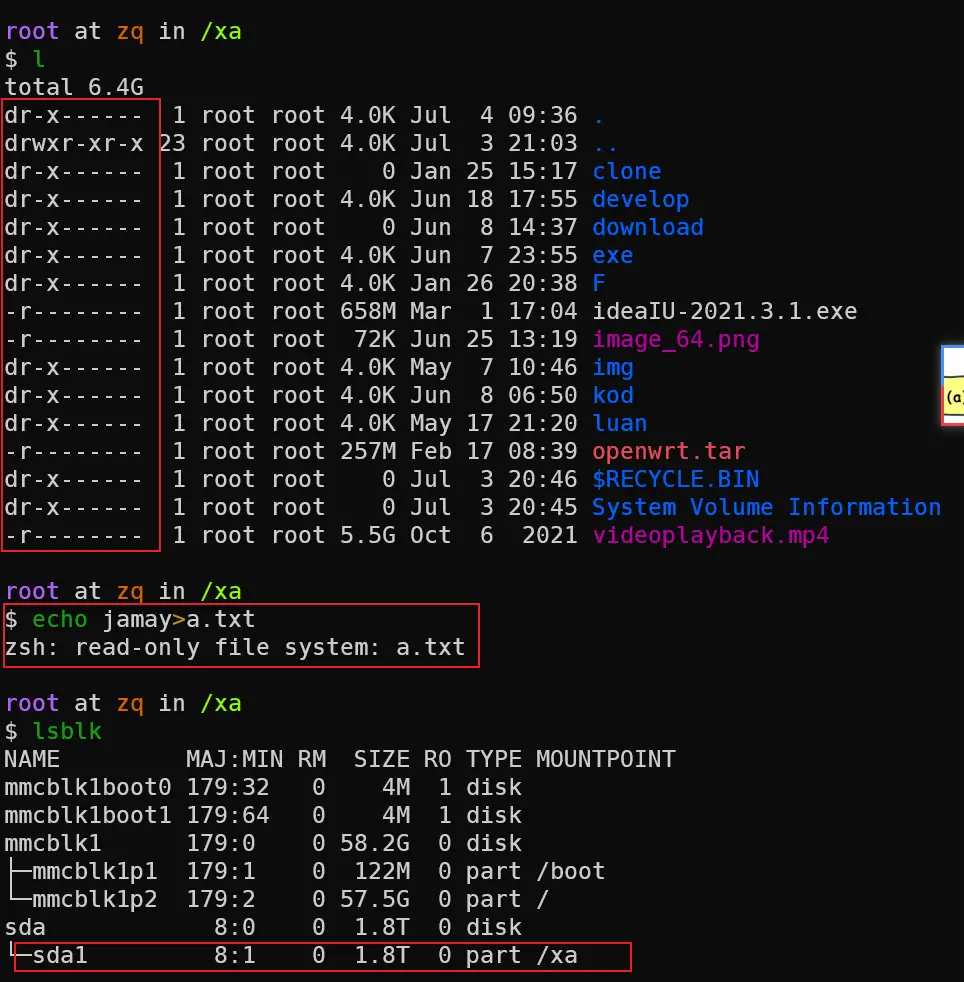 root at zq in /xa
$ l
total 6.4G
dr-x------  1 root root 4.0K Jul  4 09:36 .
drwxr-xr-x 23 root root 4.0K Jul  3 21:03 ..
dr-x------  1 root root    0 Jan 25 15:17 clone
dr-x------  1 root root 4.0K Jun 18 17:55 develop
dr-x------  1 root root    0 Jun  8 14:37 download
dr-x------  1 root root 4.0K Jun  7 23:55 exe
dr-x------  1 root root 4.0K Jan 26 20:38 F
-r--------  1 root root 658M Mar  1 17:04 ideaIU-2021.3.1.exe
-r--------  1 root root  72K Jun 25 13:19 image_64.png
dr-x------  1 root root 4.0K May  7 10:46 img
dr-x------  1 root root 4.0K Jun  8 06:50 kod
dr-x------  1 root root 4.0K May 17 21:20 luan
-r--------  1 root root 257M Feb 17 08:39 openwrt.tar
dr-x------  1 root root    0 Jul  3 20:46 $RECYCLE.BIN
dr-x------  1 root root    0 Jul  3 20:45 System Volume Information
-r--------  1 root root 5.5G Oct  6  2021 videoplayback.mp4
(a)
root at zq in /xa
$ echo jamay>a.txt
zsh: read-only file system: a.txt
root at zq in /xa
$ lsblk
NAME         MAJ:MIN RM  SIZE RO TYPE MOUNTPOINT
mmcblk1boot0 179:32   0    4M  1 disk
mmcblk1boot1 179:64   0    4M  1 disk
mmcblk1      179:0    0 58.2G  0 disk
├─mmcblk1p1  179:1    0  122M  0 part /boot
└─mmcblk1p2  179:2    0 57.5G  0 part /
sda            8:0    0  1.8T  0 disk
└─sda1         8:1    0  1.8T  0 part /xa